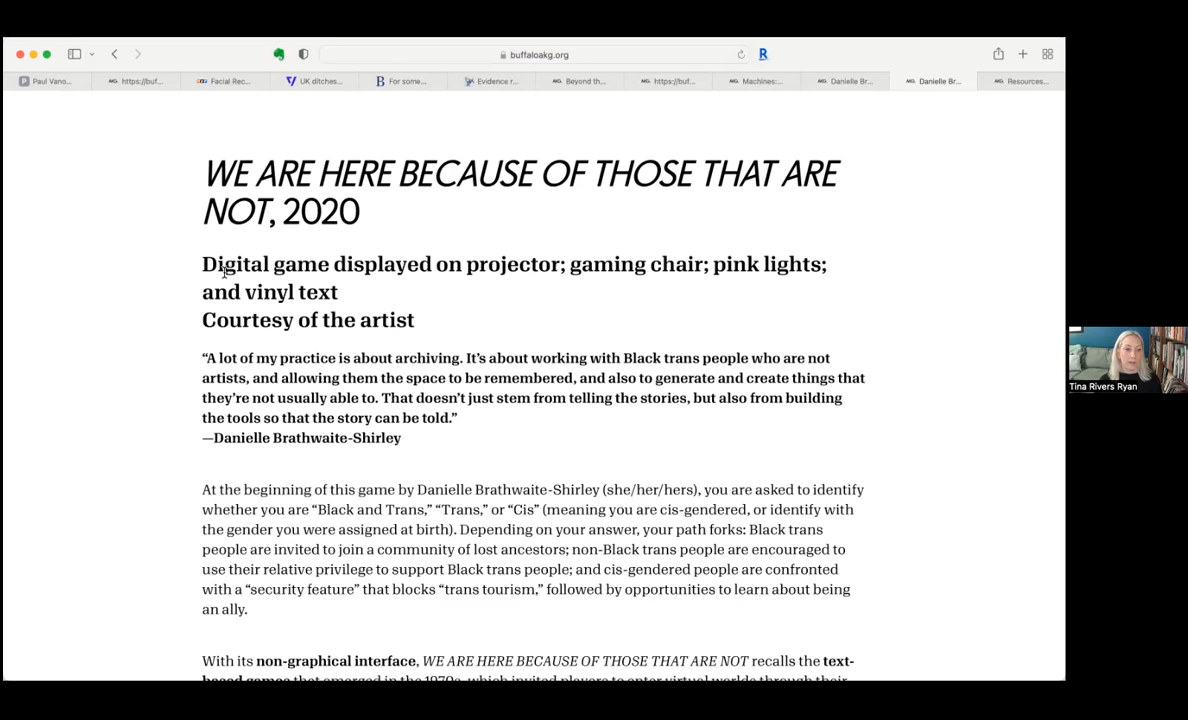 buffaloakg.org
R
Paul Vano...
https://buf...
Facial Rec...
UK ditches...
For some...
Evidence r...
Beyond th...
https://buf...
Machines:...
Danielle Br...
Danielle Br...
Resources...
WE ARE HERE BECAUSE OF THOSE THAT ARE
NOT, 2020
Digital game displayed on projector; gaming chair; pink lights;
and vinyl text
Courtesy of the artist
“A lot of my practice is about archiving. It’s about working with Black trans people who are not
artists, and allowing them the space to be remembered, and also to generate and create things that
they’re not usually able to. That doesn’t just stem from telling the stories, but also from building
the tools so that the story can be told.”
—Danielle Brathwaite-Shirley
At the beginning of this game by Danielle Brathwaite-Shirley (she/her/hers), you are asked to identify
whether you are “Black and Trans,” “Trans,” or “Cis” (meaning you are cis-gendered, or identify with
the gender you were assigned at birth). Depending on your answer, your path forks: Black trans
people are invited to join a community of lost ancestors; non-Black trans people are encouraged to
use their relative privilege to support Black trans people; and cis-gendered people are confronted
with a “security feature” that blocks “trans tourism,” followed by opportunities to learn about being
an ally.
With its non-graphical interface, WE ARE HERE BECAUSE OF THOSE THAT ARE NOT recalls the text-
based games that emerged in the 1970s, which invited players to enter virtual worlds through their
Tina Rivers Ryan